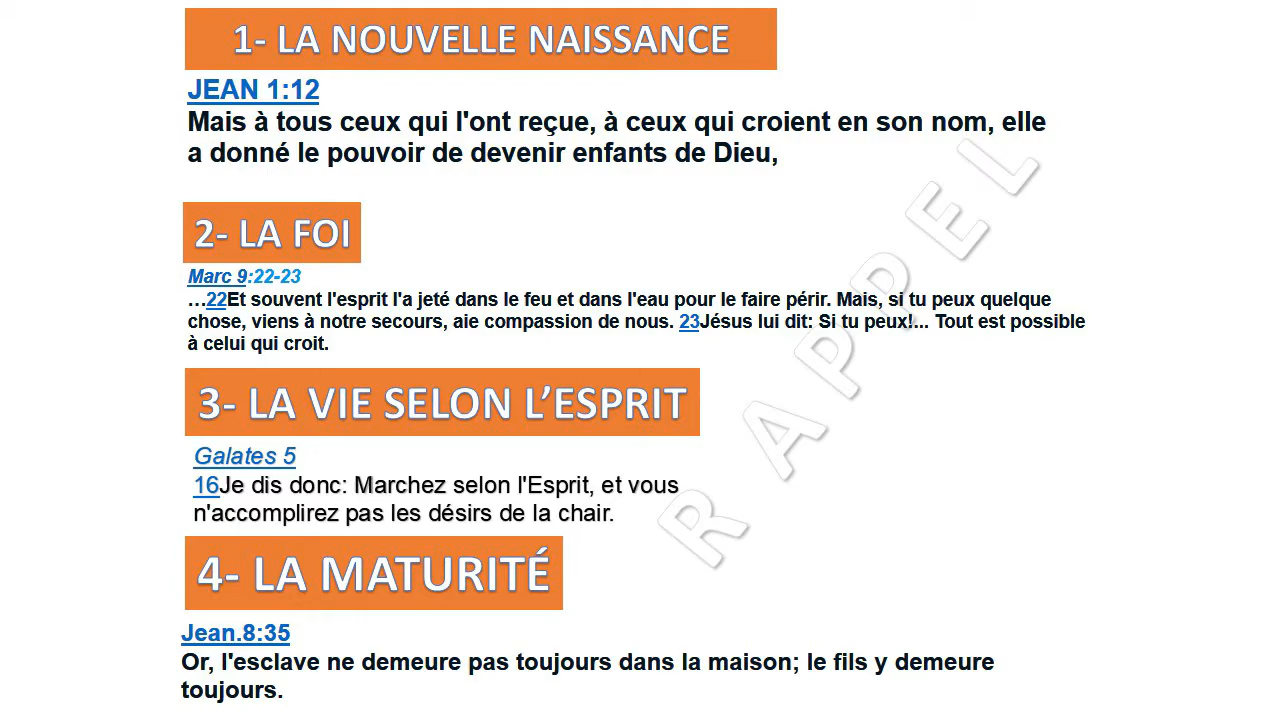 1- LA NOUVELLE NAISSANCE
JEAN 1:12
Mais à tous ceux qui l'ont reçue, à ceux qui croient en son nom, elle
a donné le pouvoir de devenir enfants de Dieu,
2- LA FOI
Marc 9:22-23
…22Et souvent l'esprit l'a jeté dans le feu et dans l'eau pour le faire périr. Mais, si tu peux quelque
chose, viens à notre secours, aie compassion de nous. 23Jésus lui dit: Si tu peux!... Tout est possible
à celui qui croit.
3- LA VIE SELON L’ESPRIT
Galates 5
16Je dis donc: Marchez selon l'Esprit, et vous
n'accomplirez pas les désirs de la chair.
4- LA MATURITÉ
Jean.8:35
Or, l'esclave ne demeure pas toujours dans la maison; le fils y demeure
toujours.
R A P P E L